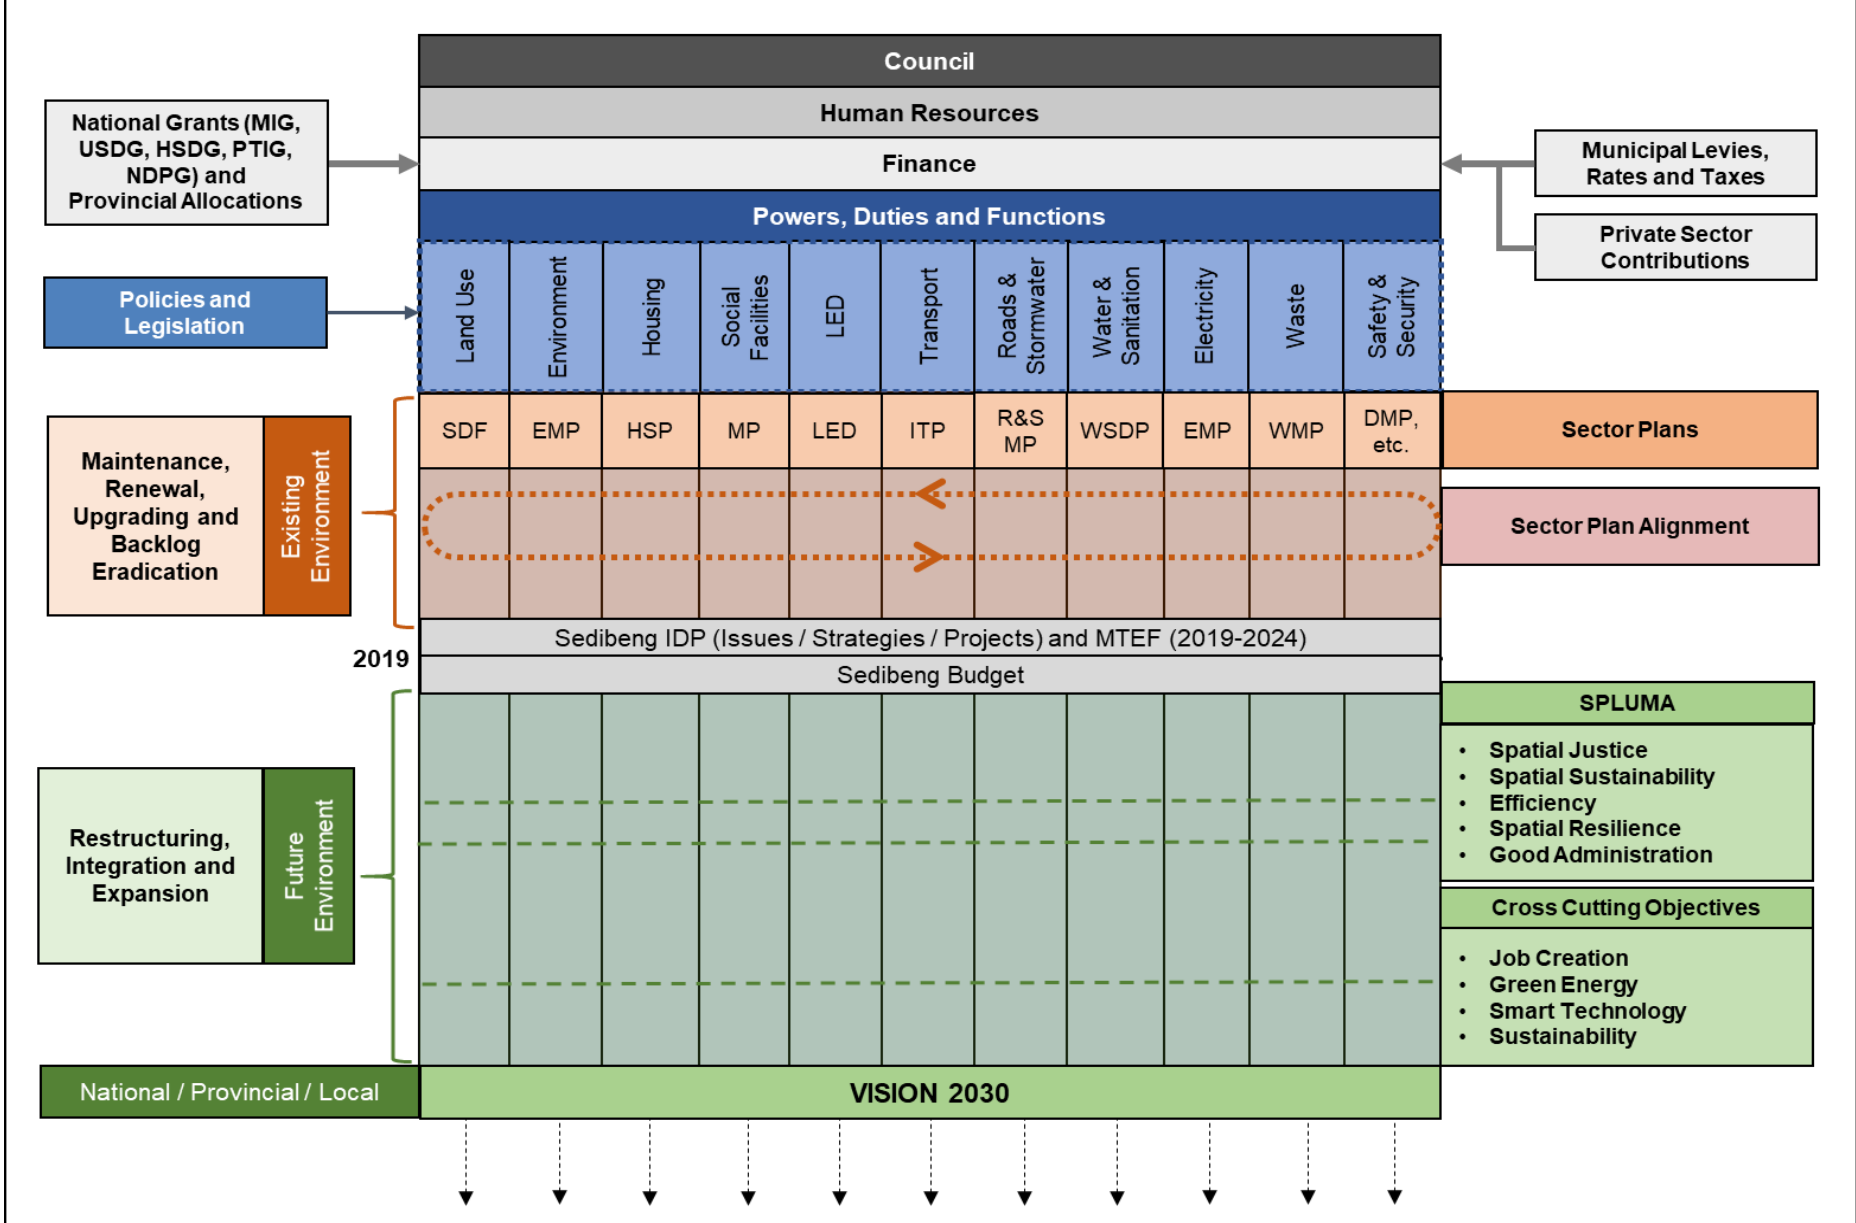 Council
Human Resources
Finance
Powers, Duties and Functions
National Grants (MIG,
USDG, HSDG, PTIG,
NDPG) and
Provincial Allocations
Municipal Levies,
Rates and Taxes
Private Sector
Contributions
Policies and
Legislation
Land Use
Environment
Housing
Social
Facilities
LED
Transport
Roads &
Stormwater
Water &
Sanitation
Electricity
Waste
Safety &
Security
SDF
EMP
HSP
MP
LED
ITP
R&S
MP
WSDP
EMP
WMP
DMP,
etc.
Sector Plans
Maintenance,
Renewal,
Upgrading and
Backlog
Eradication
Existing
Environment
Sector Plan Alignment
Sedibeng IDP (Issues / Strategies / Projects) and MTEF (2019-2024)
2019
Sedibeng Budget
SPLUMA
• Spatial Justice
• Spatial Sustainability
• Efficiency
• Spatial Resilience
• Good Administration
Restructuring,
Integration and
Expansion
Future
Environment
Cross Cutting Objectives
• Job Creation
• Green Energy
• Smart Technology
• Sustainability
National / Provincial / Local
VISION 2030